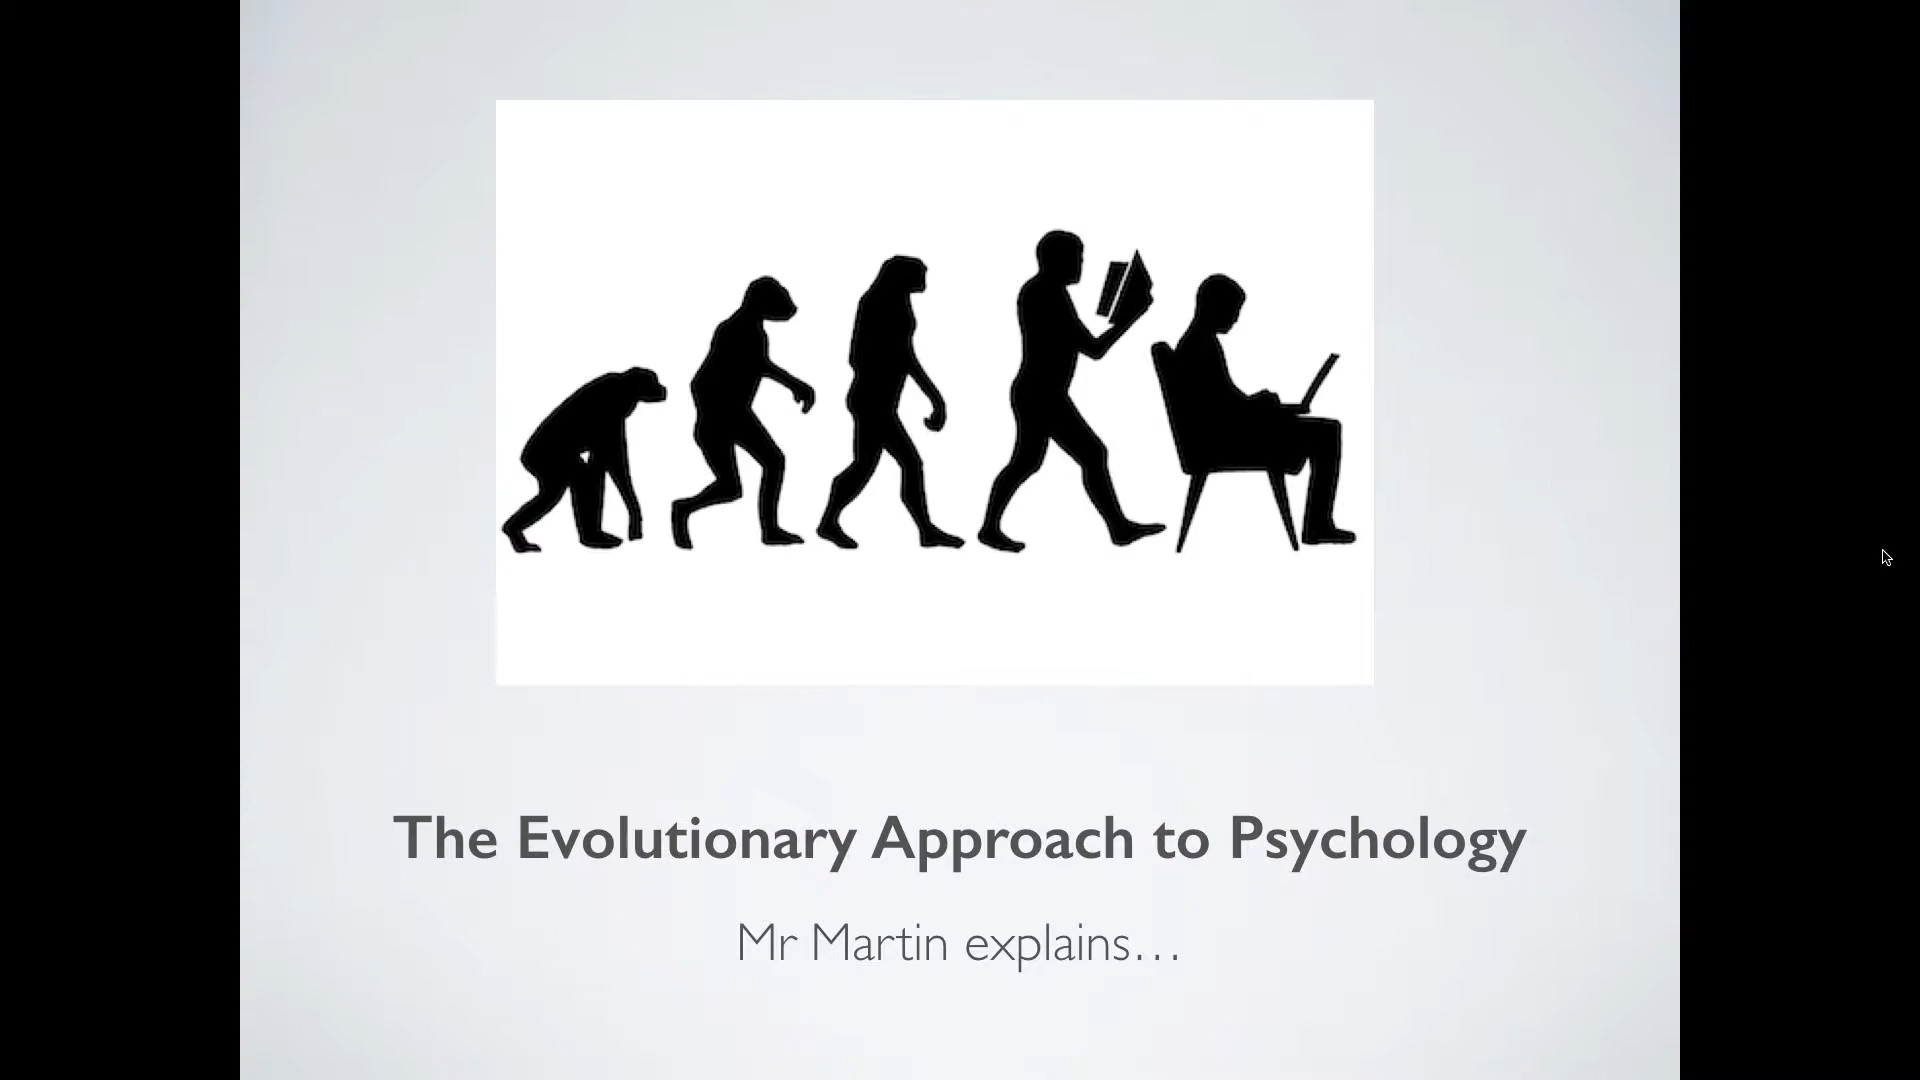 The Evolutionary Approach to Psychology
Mr Martin explains…